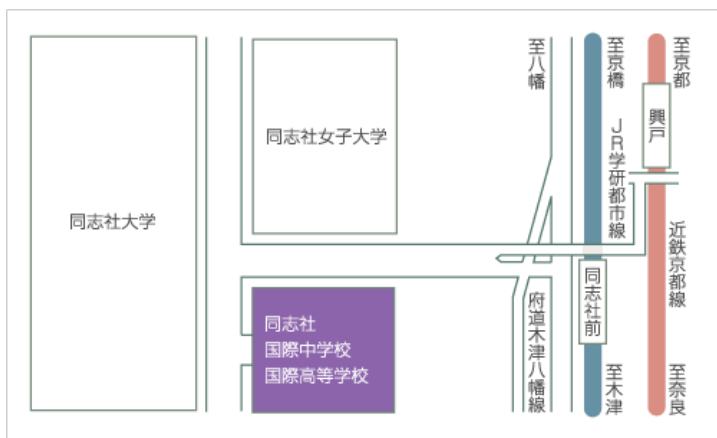 同志社大学
同志社女子大学
同志社
国際中学校
国際高等学校
至八幡
府道木津八幡線
至京橋
JR学研都市線
同志社前
至木津
至京都
興戸
近鉄京都線
至奈良